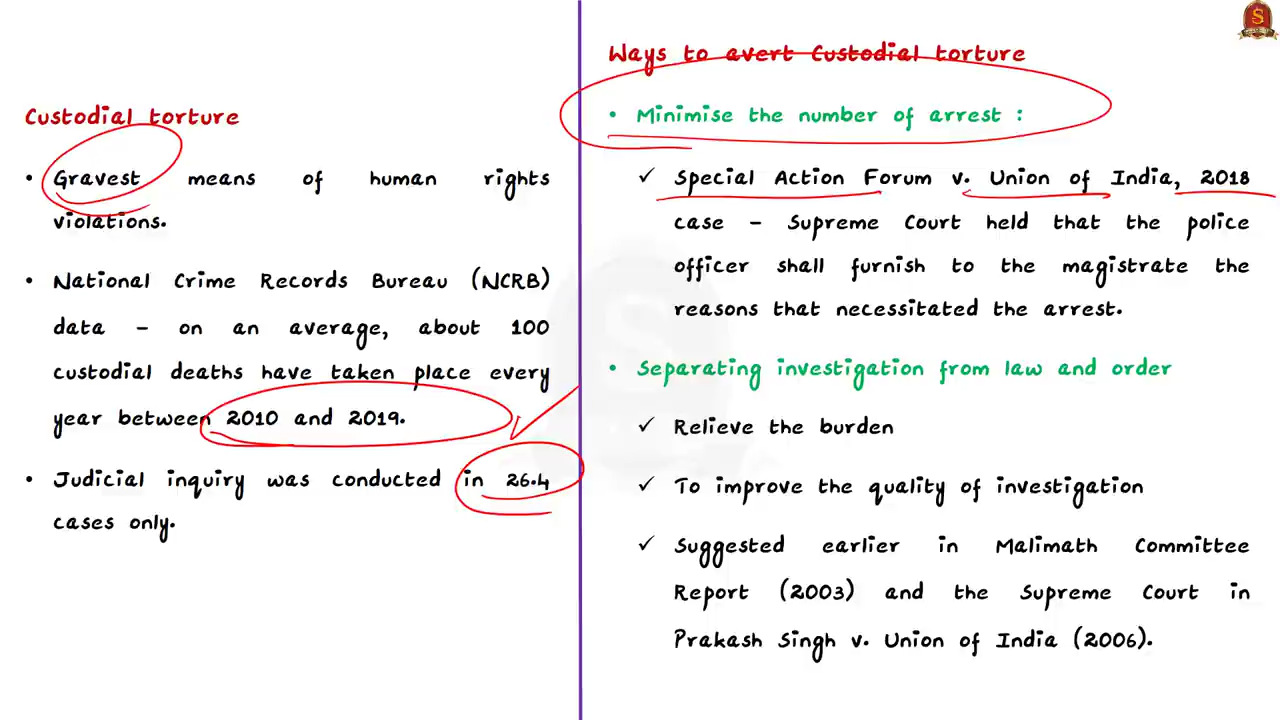 Custodial torture
• Gravest means of human rights
violations.
• National Crime Records Bureau (NCRB)
data – on an average, about 100
custodial deaths have taken place every
year between 2010 and 2019.
• Judicial inquiry was conducted in 26.4
cases only.
Ways to avert Custodial torture
• Minimise the number of arrest :
✓ Special Action Forum v. Union of India, 2018
case – Supreme Court held that the police
officer shall furnish to the magistrate the
reasons that necessitated the arrest.
• Separating investigation from law and order
✓ Relieve the burden
✓ To improve the quality of investigation
✓ Suggested earlier in Malimath Committee
Report (2003) and the Supreme Court in
Prakash Singh v. Union of India (2006).
S